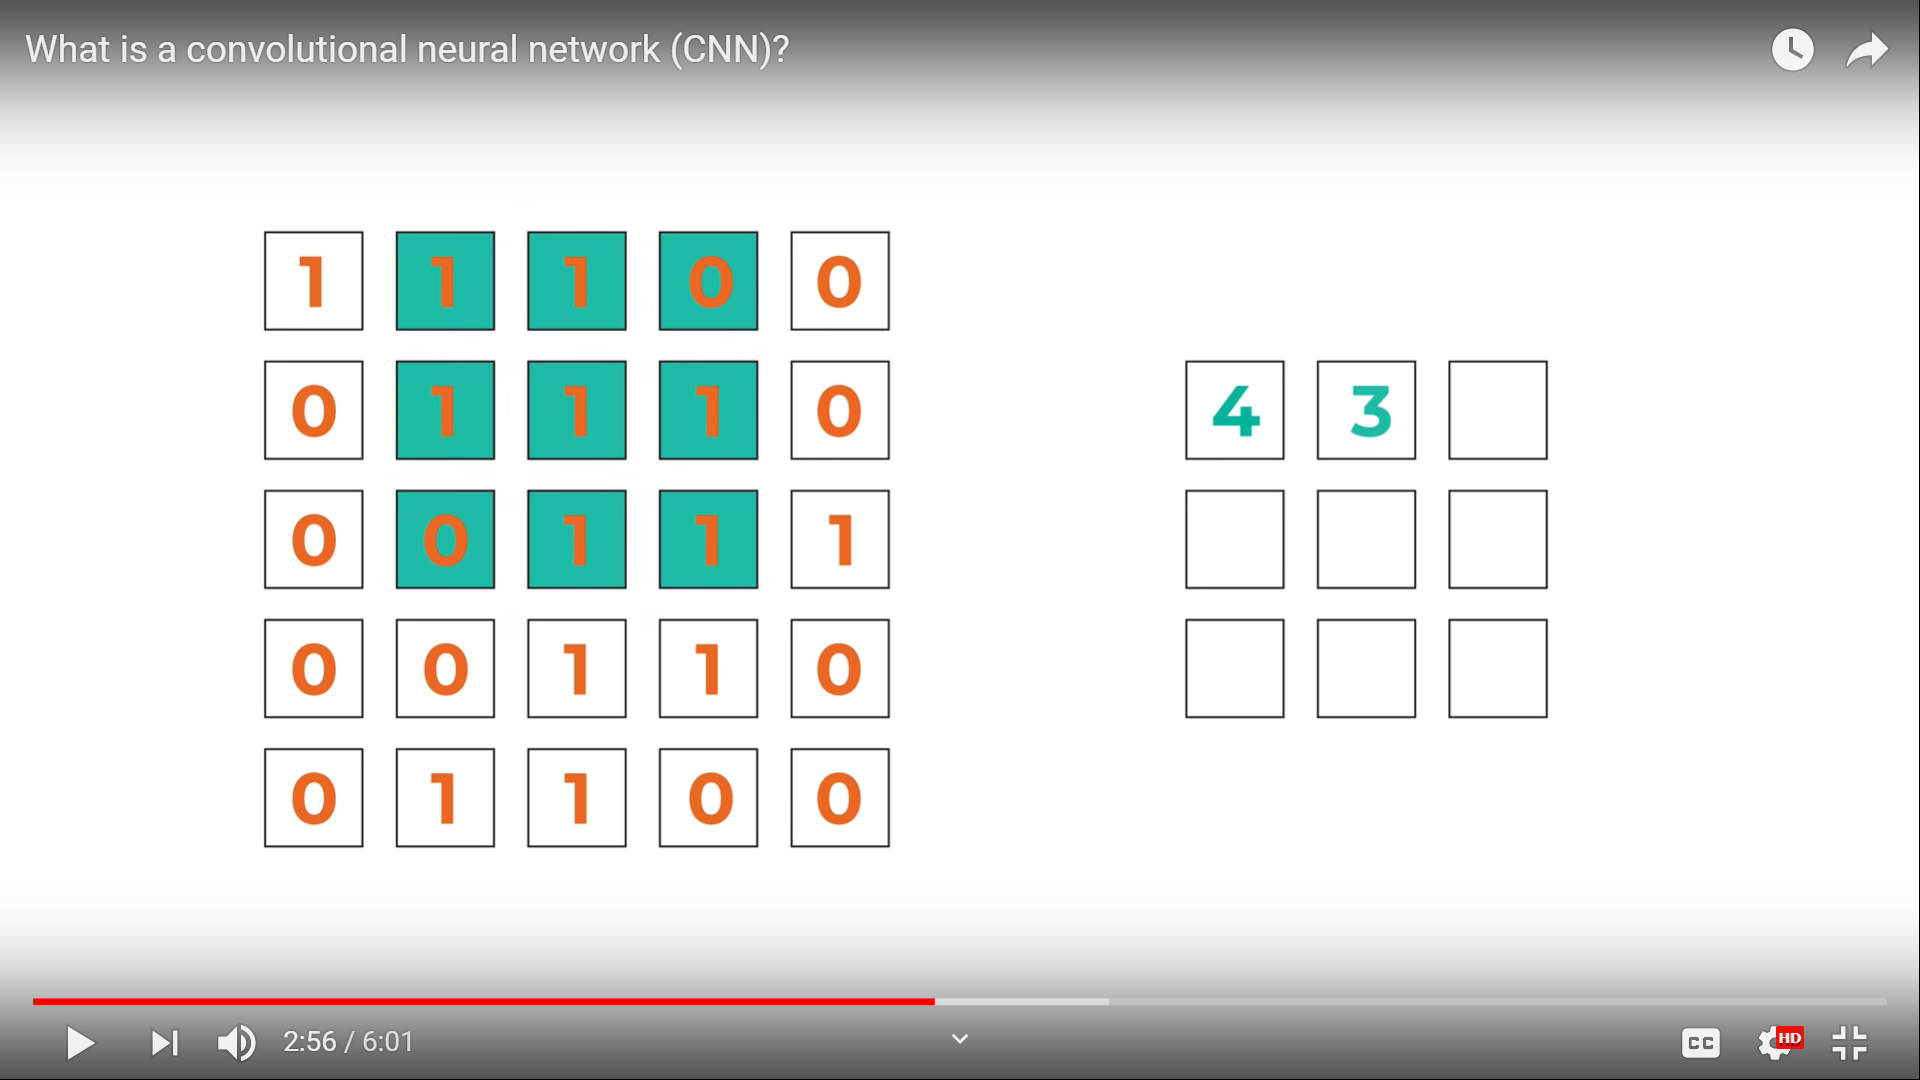 What is a convolutional neural network (CNN)?
1 1 1 0 0
0 1 1 1 0
4 3
0 0 1 1 1
0 0 1 1 0
0 1 1 0 0
2:56 / 6:01
CC
HD